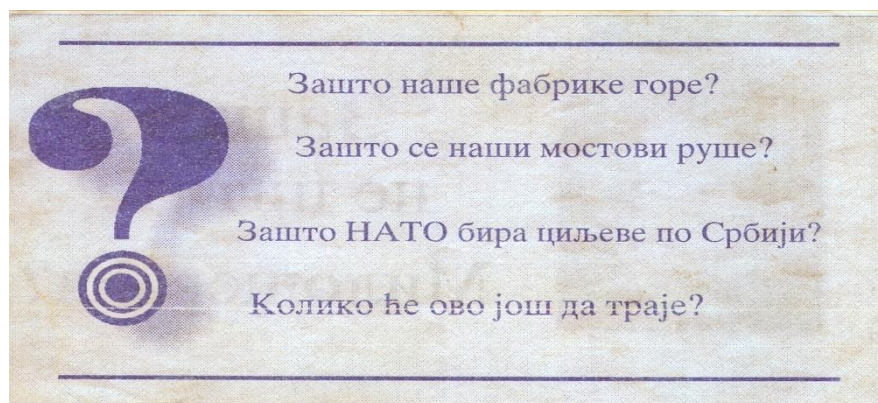 Зашто наше фабрике горе?
Зашто се наши мостови руше?
Зашто НАТО бира циљеве по Србији?
Колико ће ово још да траје?